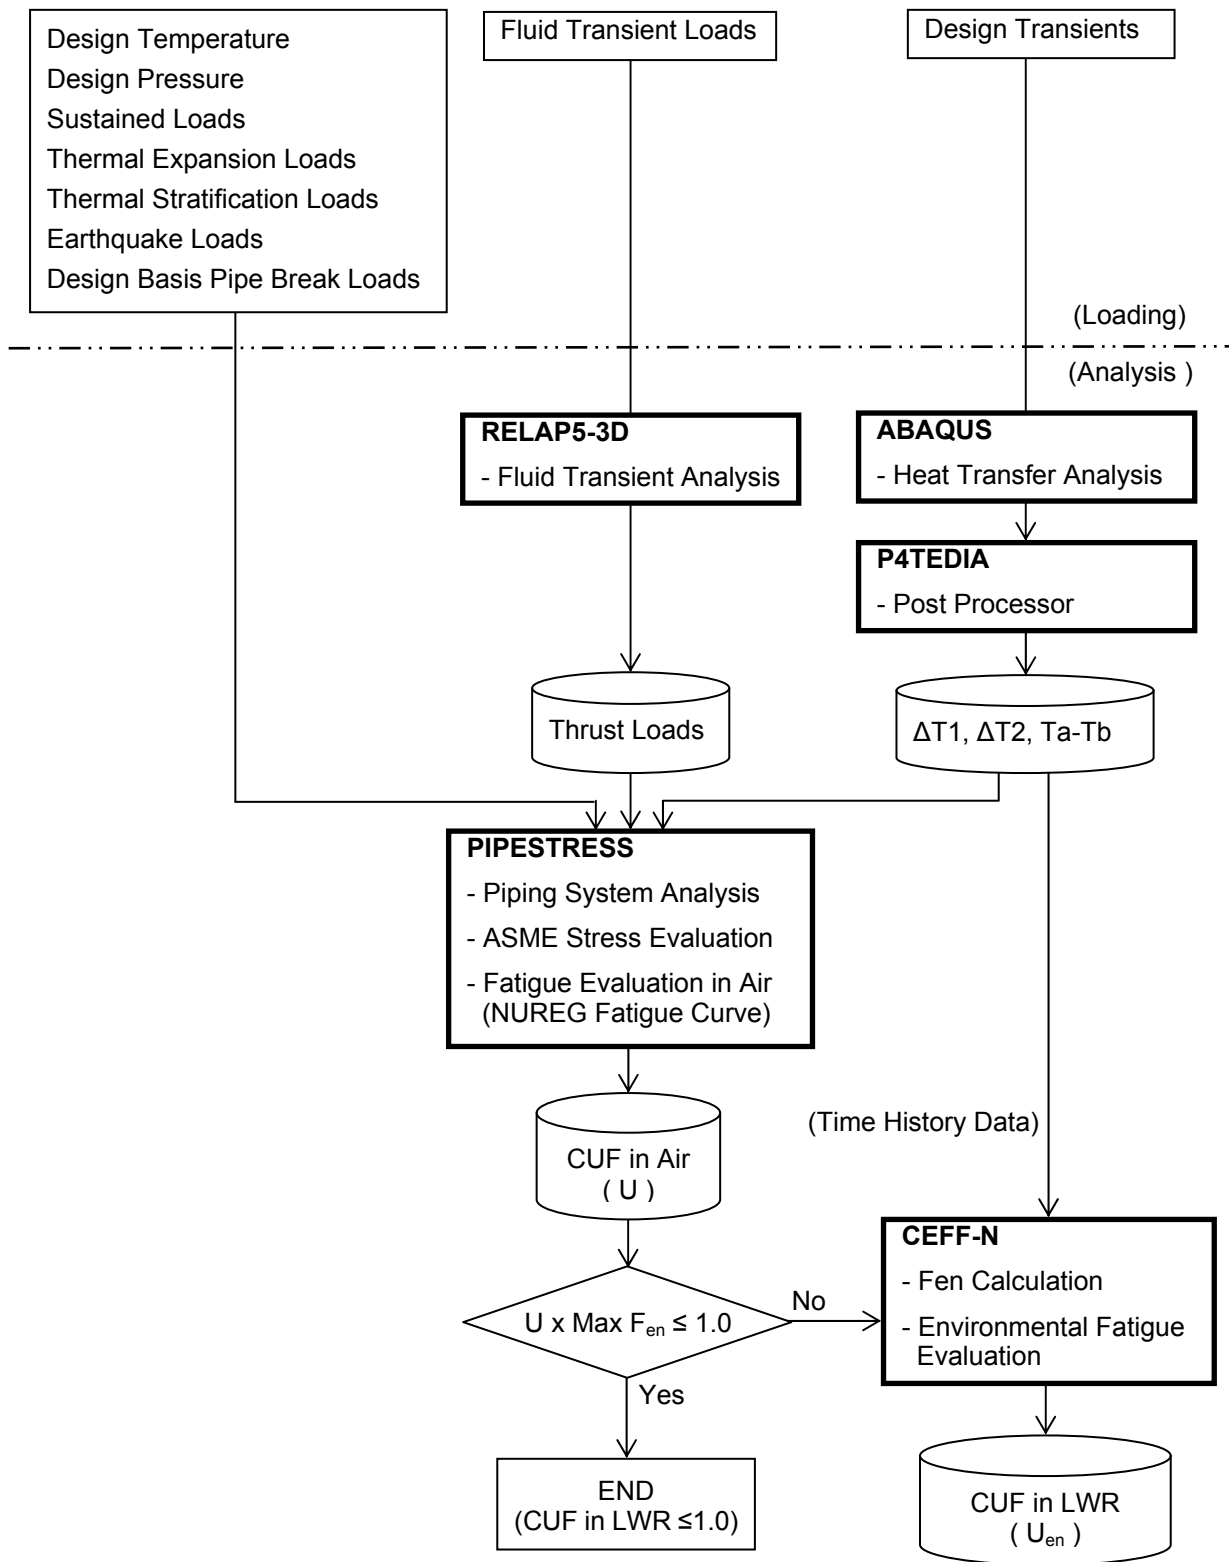 Design Temperature
Design Pressure
Sustained Loads
Thermal Expansion Loads
Thermal Stratification Loads
Earthquake Loads
Design Basis Pipe Break Loads
Fluid Transient Loads
Design Transients
(Loading)
(Analysis )
RELAP5-3D
- Fluid Transient Analysis
ABAQUS
- Heat Transfer Analysis
P4TEDIA
- Post Processor
Thrust Loads
ΔT1, ΔT2, Ta-Tb
PIPESTRESS
- Piping System Analysis
- ASME Stress Evaluation
- Fatigue Evaluation in Air
(NUREG Fatigue Curve)
(Time History Data)
CUF in Air
( U )
CEFF-N
- Fen Calculation
- Environmental Fatigue
Evaluation
U x Max Fen ≤ 1.0
No
Yes
END
(CUF in LWR ≤1.0)
CUF in LWR
( Uen )